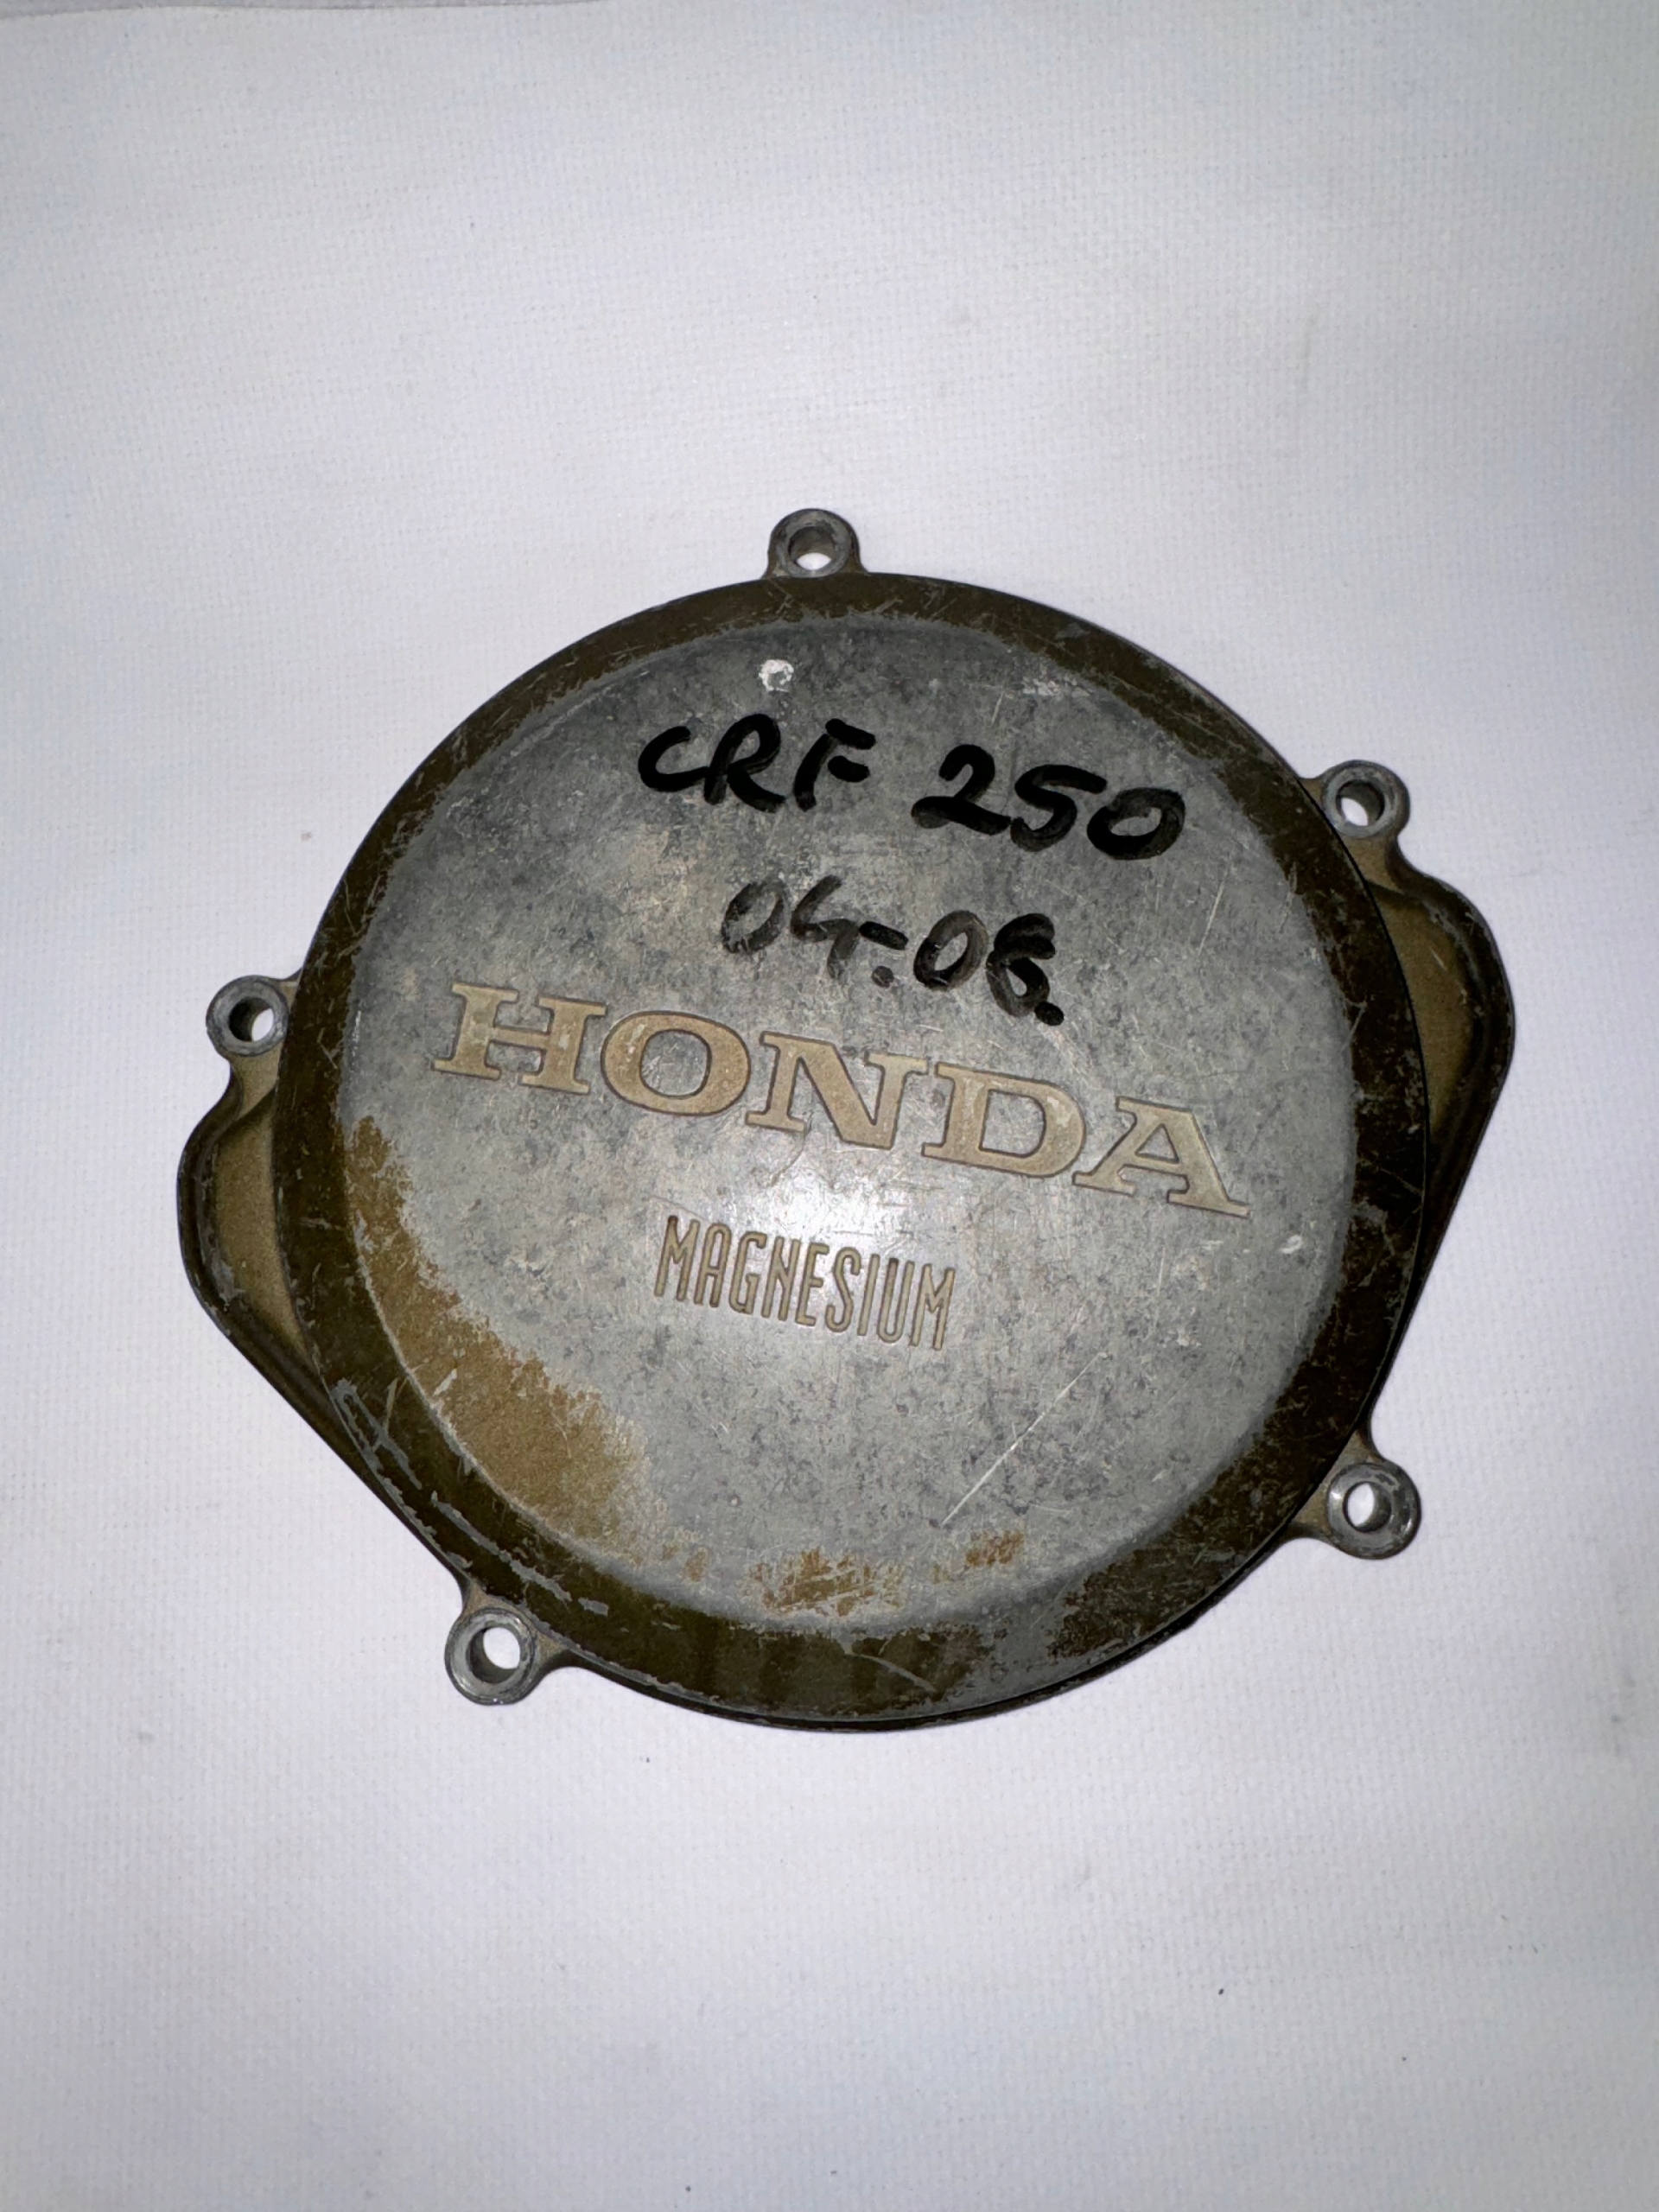 CRF 250
04-08.
HONDA
MAGNESIUM